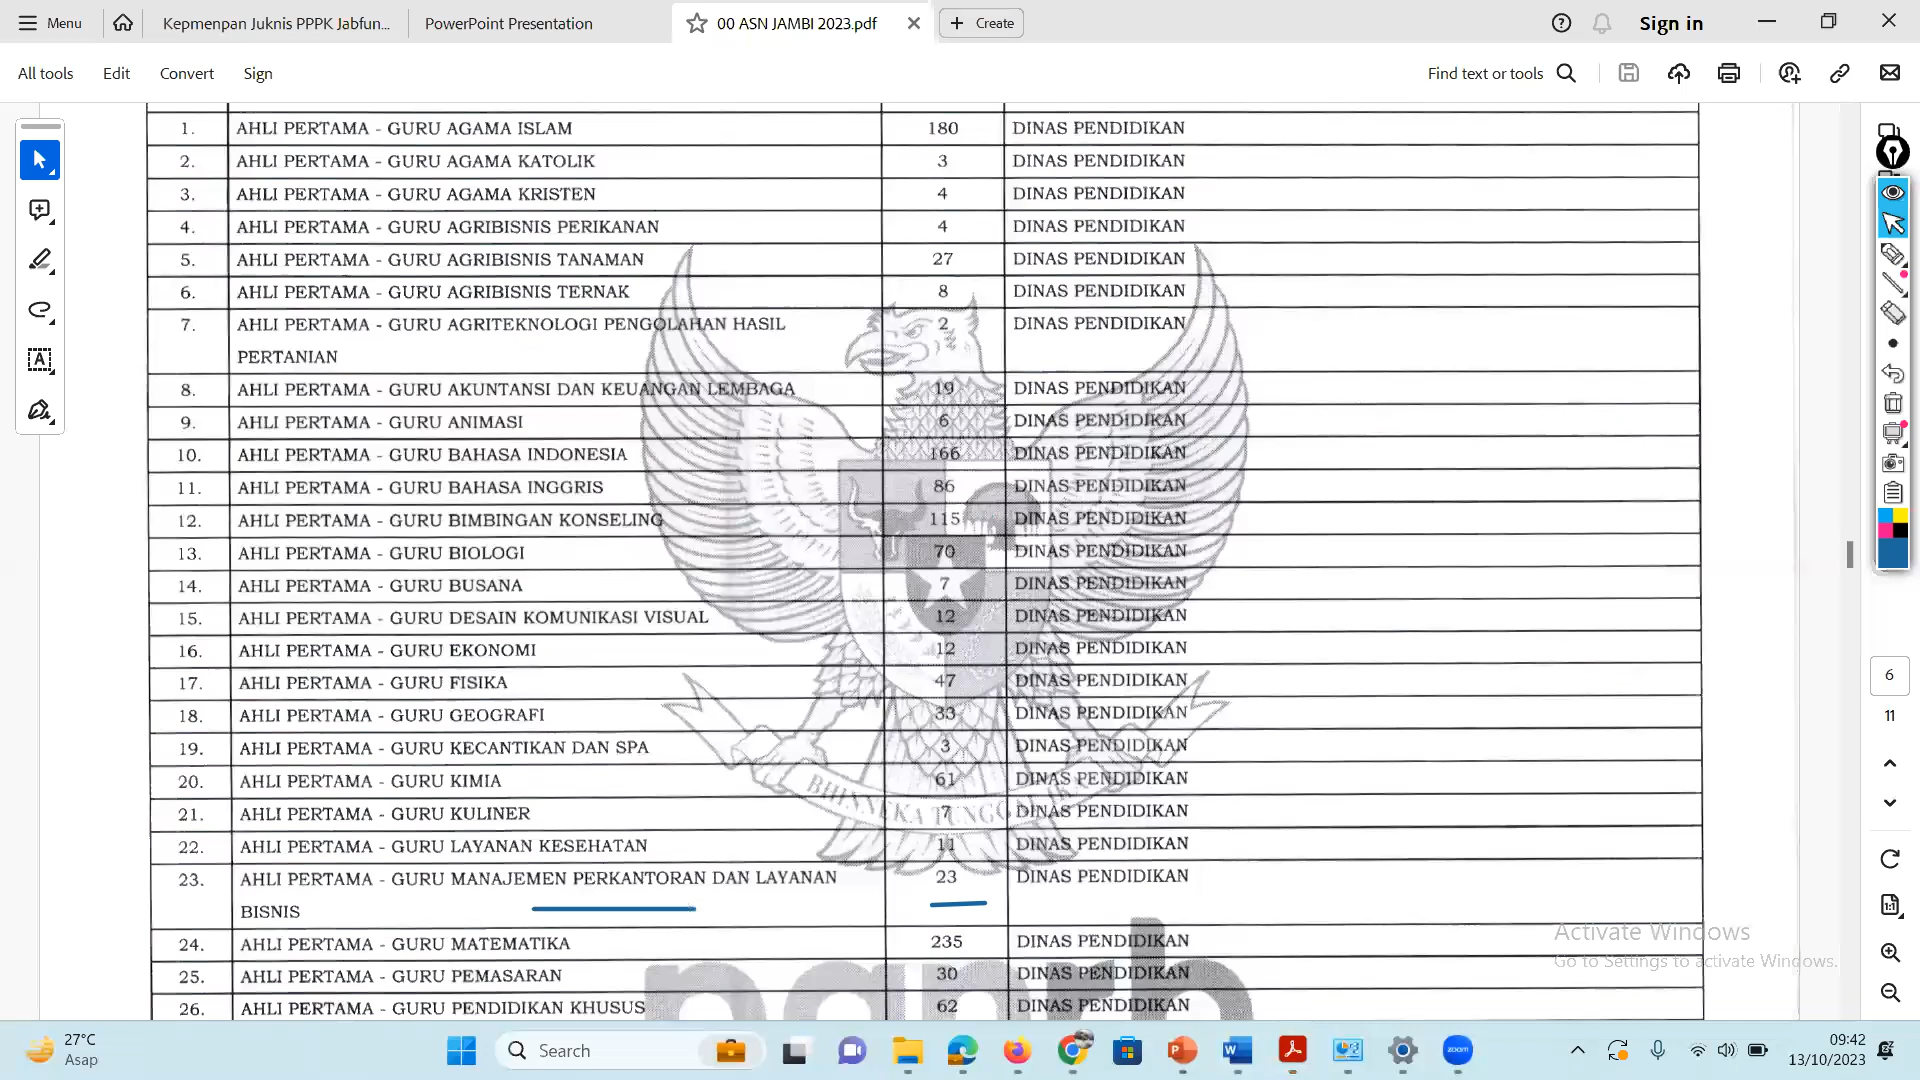 Menu
Kepmenpan Juknis PPPK Jabfun...
PowerPoint Presentation
00 ASN JAMBI 2023.pdf
Create
Sign in
All tools
Edit
Convert
Sign
Find text or tools
1. AHLI PERTAMA - GURU AGAMA ISLAM 180 DINAS PENDIDIKAN
2. AHLI PERTAMA - GURU AGAMA KATOLIK 3 DINAS PENDIDIKAN
3. AHLI PERTAMA - GURU AGAMA KRISTEN 4 DINAS PENDIDIKAN
4. AHLI PERTAMA - GURU AGRIBISNIS PERIKANAN 4 DINAS PENDIDIKAN
5. AHLI PERTAMA - GURU AGRIBISNIS TANAMAN 27 DINAS PENDIDIKAN
6. AHLI PERTAMA - GURU AGRIBISNIS TERNAK 8 DINAS PENDIDIKAN
7. AHLI PERTAMA - GURU AGRITEKNOLOGI PENGOLAHAN HASIL 2 DINAS PENDIDIKAN
PERTANIAN
8. AHLI PERTAMA - GURU AKUNTANSI DAN KEUANGAN LEMBAGA 19 DINAS PENDIDIKAN
9. AHLI PERTAMA - GURU ANIMASI 6 DINAS PENDIDIKAN
10. AHLI PERTAMA - GURU BAHASA INDONESIA 166 DINAS PENDIDIKAN
11. AHLI PERTAMA - GURU BAHASA INGGRIS 86 DINAS PENDIDIKAN
12. AHLI PERTAMA - GURU BIMBINGAN KONSELING 115 DINAS PENDIDIKAN
13. AHLI PERTAMA - GURU BIOLOGI 70 DINAS PENDIDIKAN
14. AHLI PERTAMA - GURU BUSANA 7 DINAS PENDIDIKAN
15. AHLI PERTAMA - GURU DESAIN KOMUNIKASI VISUAL 12 DINAS PENDIDIKAN
16. AHLI PERTAMA - GURU EKONOMI 12 DINAS PENDIDIKAN
17. AHLI PERTAMA - GURU FISIKA 47 DINAS PENDIDIKAN
18. AHLI PERTAMA - GURU GEOGRAFI 33 DINAS PENDIDIKAN
19. AHLI PERTAMA - GURU KECANTIKAN DAN SPA 3 DINAS PENDIDIKAN
20. AHLI PERTAMA - GURU KIMIA 61 DINAS PENDIDIKAN
21. AHLI PERTAMA - GURU KULINER 7 DINAS PENDIDIKAN
22. AHLI PERTAMA - GURU LAYANAN KESEHATAN 11 DINAS PENDIDIKAN
23. AHLI PERTAMA - GURU MANAJEMEN PERKANTORAN DAN LAYANAN 23 DINAS PENDIDIKAN
BISNIS
24. AHLI PERTAMA - GURU MATEMATIKA 235 DINAS PENDIDIKAN
25. AHLI PERTAMA - GURU PEMASARAN 30 DINAS PENDIDIKAN
26. AHLI PERTAMA - GURU PENDIDIKAN KHUSUS 62 DINAS PENDIDIKAN
6
11
1:1
Activate Windows
Go to Settings to activate Windows.
27°C
Asap
Search
zoom
09:42
13/10/2023